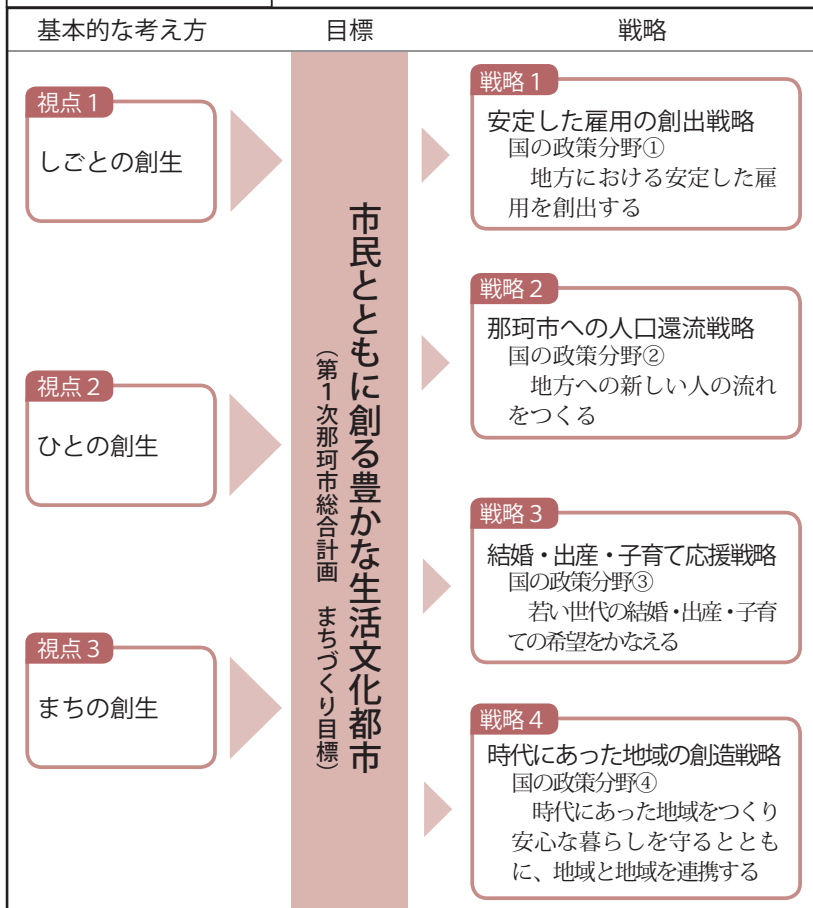 基本的な考え方
目標
戦略
視点1
しごとの創生
視点2
ひとの創生
視点3
まちの創生
市民とともに創る豊かな生活文化都市
（第1次那珂市総合計画　まちづくり目標）
戦略1
安定した雇用の創出戦略
国の政策分野①
地方における安定した雇
用を創出する
戦略2
那珂市への人口還流戦略
国の政策分野②
地方への新しい人の流れ
をつくる
戦略3
結婚・出産・子育て応援戦略
国の政策分野③
若い世代の結婚・出産・子育
ての希望をかなえる
戦略4
時代にあった地域の創造戦略
国の政策分野④
時代にあった地域をつくり
安心な暮らしを守るととも
に、地域と地域を連携する